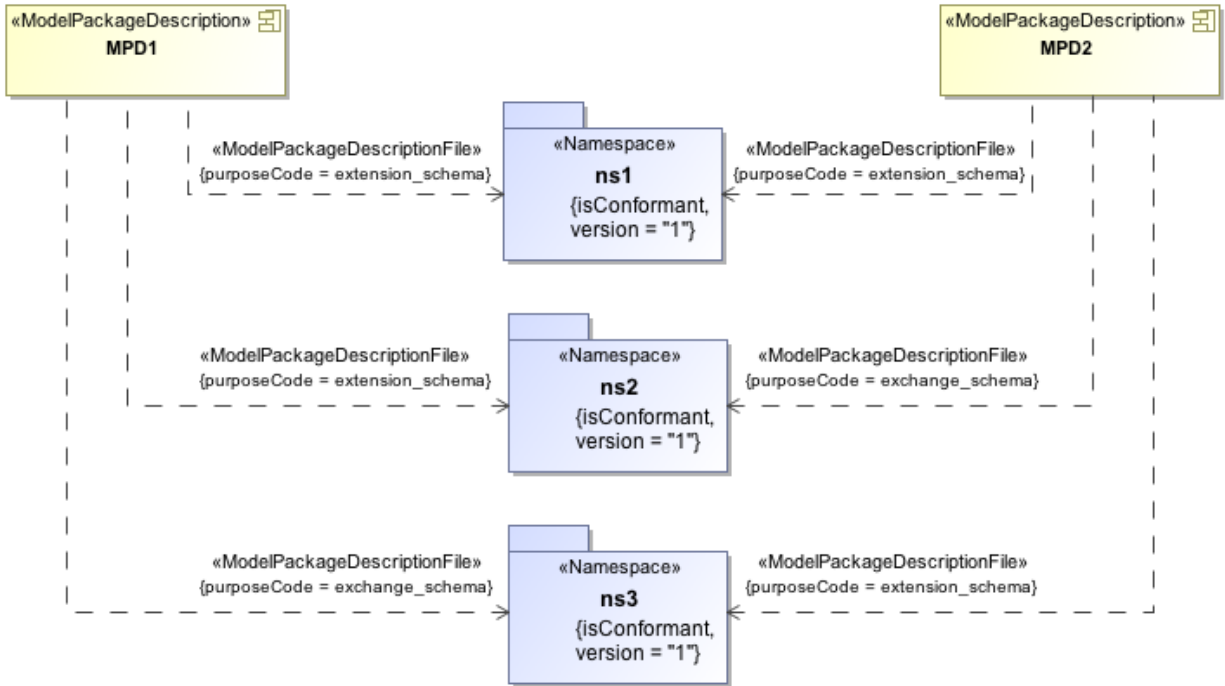 «ModelPackageDescription»
MPD1
«ModelPackageDescription»
MPD2
«ModelPackageDescriptionFile»
{purposeCode = extension_schema}
«Namespace»
ns1
{isConformant,
version = "1"}
«ModelPackageDescriptionFile»
{purposeCode = extension_schema}
«ModelPackageDescriptionFile»
{purposeCode = extension_schema}
«Namespace»
ns2
{isConformant,
version = "1"}
«ModelPackageDescriptionFile»
{purposeCode = exchange_schema}
«ModelPackageDescriptionFile»
{purposeCode = exchange_schema}
«Namespace»
ns3
{isConformant,
version = "1"}
«ModelPackageDescriptionFile»
{purposeCode = extension_schema}